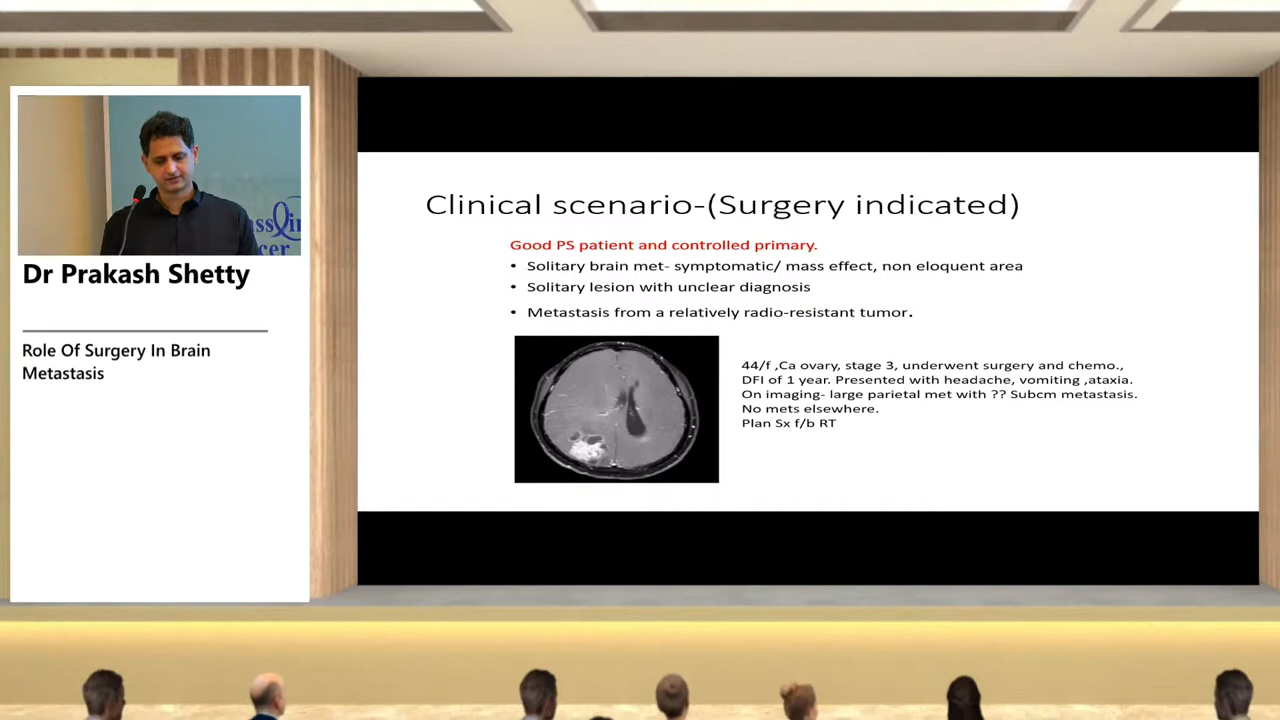 assin
cer
Dr Prakash Shetty
Role Of Surgery In Brain
Metastasis
Clinical scenario-(Surgery indicated)
Good PS patient and controlled primary.
• Solitary brain met- symptomatic/ mass effect, non eloquent area
• Solitary lesion with unclear diagnosis
• Metastasis from a relatively radio-resistant tumor.
44/f ,Ca ovary, stage 3, underwent surgery and chemo.,
DFI of 1 year. Presented with headache, vomiting ,ataxia.
On imaging- large parietal met with ?? Subcm metastasis.
No mets elsewhere.
Plan Sx f/b RT